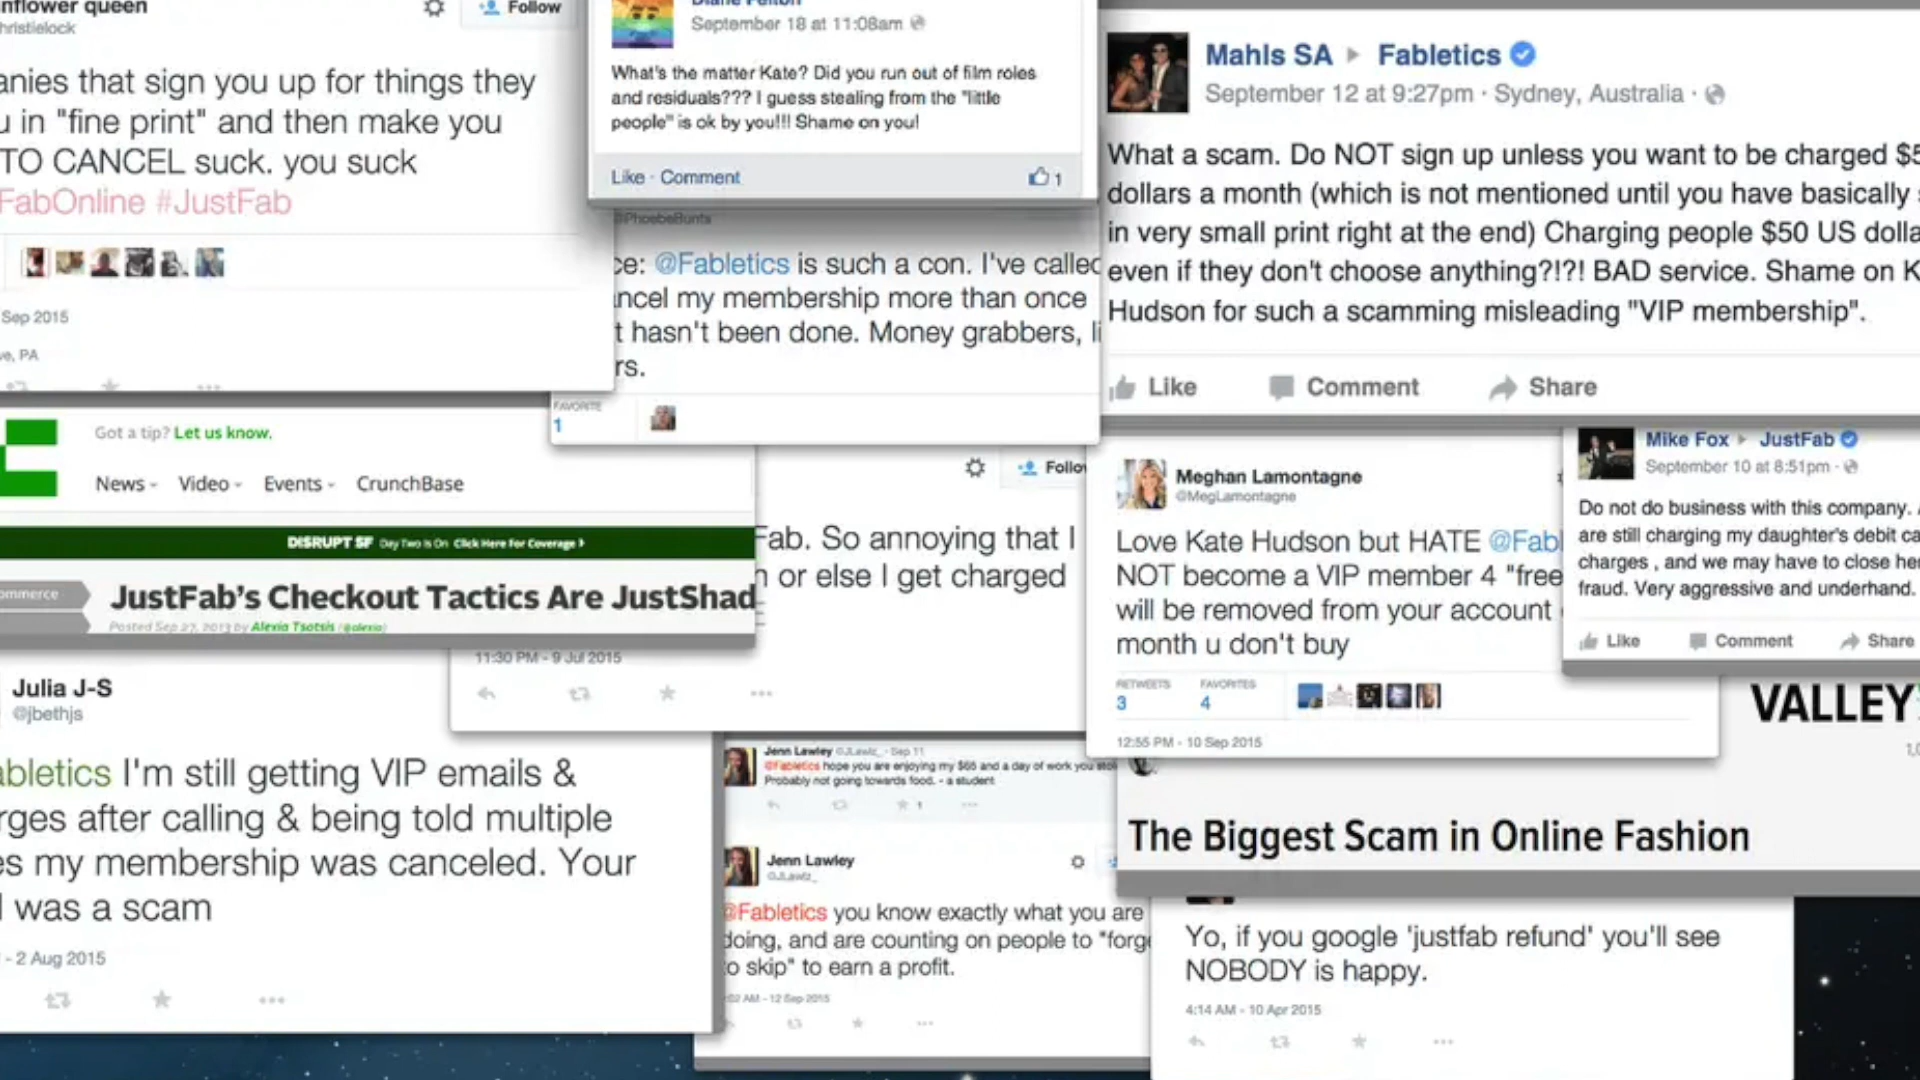 nflower queen
hristielock
Follow
anies that sign you up for things they
u in "fine print" and then make you
TO CANCEL suck. you suck
FabOnline #JustFab
Sep 2015
ve, PA
Diane Felton
September 18 at 11:08am
What's the matter Kate? Did you run out of film roles
and residuals??? I guess stealing from the "little
people" is ok by you!!! Shame on you!
Like · Comment
1
@PhoebeBunts
ce: @Fabletics is such a con. I've called
ncel my membership more than once
t hasn't been done. Money grabbers, li
rs.
FAVORITE
1
Mahls SA ▸ Fabletics
September 12 at 9:27pm · Sydney, Australia ·
What a scam. Do NOT sign up unless you want to be charged $5
dollars a month (which is not mentioned until you have basically s
in very small print right at the end) Charging people $50 US dolla
even if they don't choose anything?!?! BAD service. Shame on K
Hudson for such a scamming misleading "VIP membership".
Like Comment Share
Got a tip? Let us know.
News Video Events CrunchBase
DISRUPT SF Day Two Is On Click Here For Coverage
ommerce
JustFab's Checkout Tactics Are JustShad
Posted Sep 27, 2013 by Alexia Tsotsis (@alexia)
Follow
Fab. So annoying that I
n or else I get charged
11:30 PM - 9 Jul 2015
Meghan Lamontagne
@MegLamontagne
Love Kate Hudson but HATE @Fabl
NOT become a VIP member 4 "free
will be removed from your account
month u don't buy
RETWEETS FAVORITES
3 4
12:55 PM - 10 Sep 2015
Mike Fox ▸ JustFab
September 10 at 8:51pm ·
Do not do business with this company.
are still charging my daughter's debit ca
charges , and we may have to close her
fraud. Very aggressive and underhand.
Like Comment Share
Julia J-S
@jbethjs
abletics I'm still getting VIP emails &
rges after calling & being told multiple
es my membership was canceled. Your
was a scam
- 2 Aug 2015
Jenn Lawley @JLawlz_ · Sep 11
@Fabletics hope you are enjoying my $65 and a day of work you stol
Probably not going towards food. - a student
1
Jenn Lawley
@JLawlz_
@Fabletics you know exactly what you are
doing, and are counting on people to "forge
o skip" to earn a profit.
:02 AM - 12 Sep 2015
VALLEY
1,0
The Biggest Scam in Online Fashion
Yo, if you google 'justfab refund' you'll see
NOBODY is happy.
4:14 AM - 10 Apr 2015